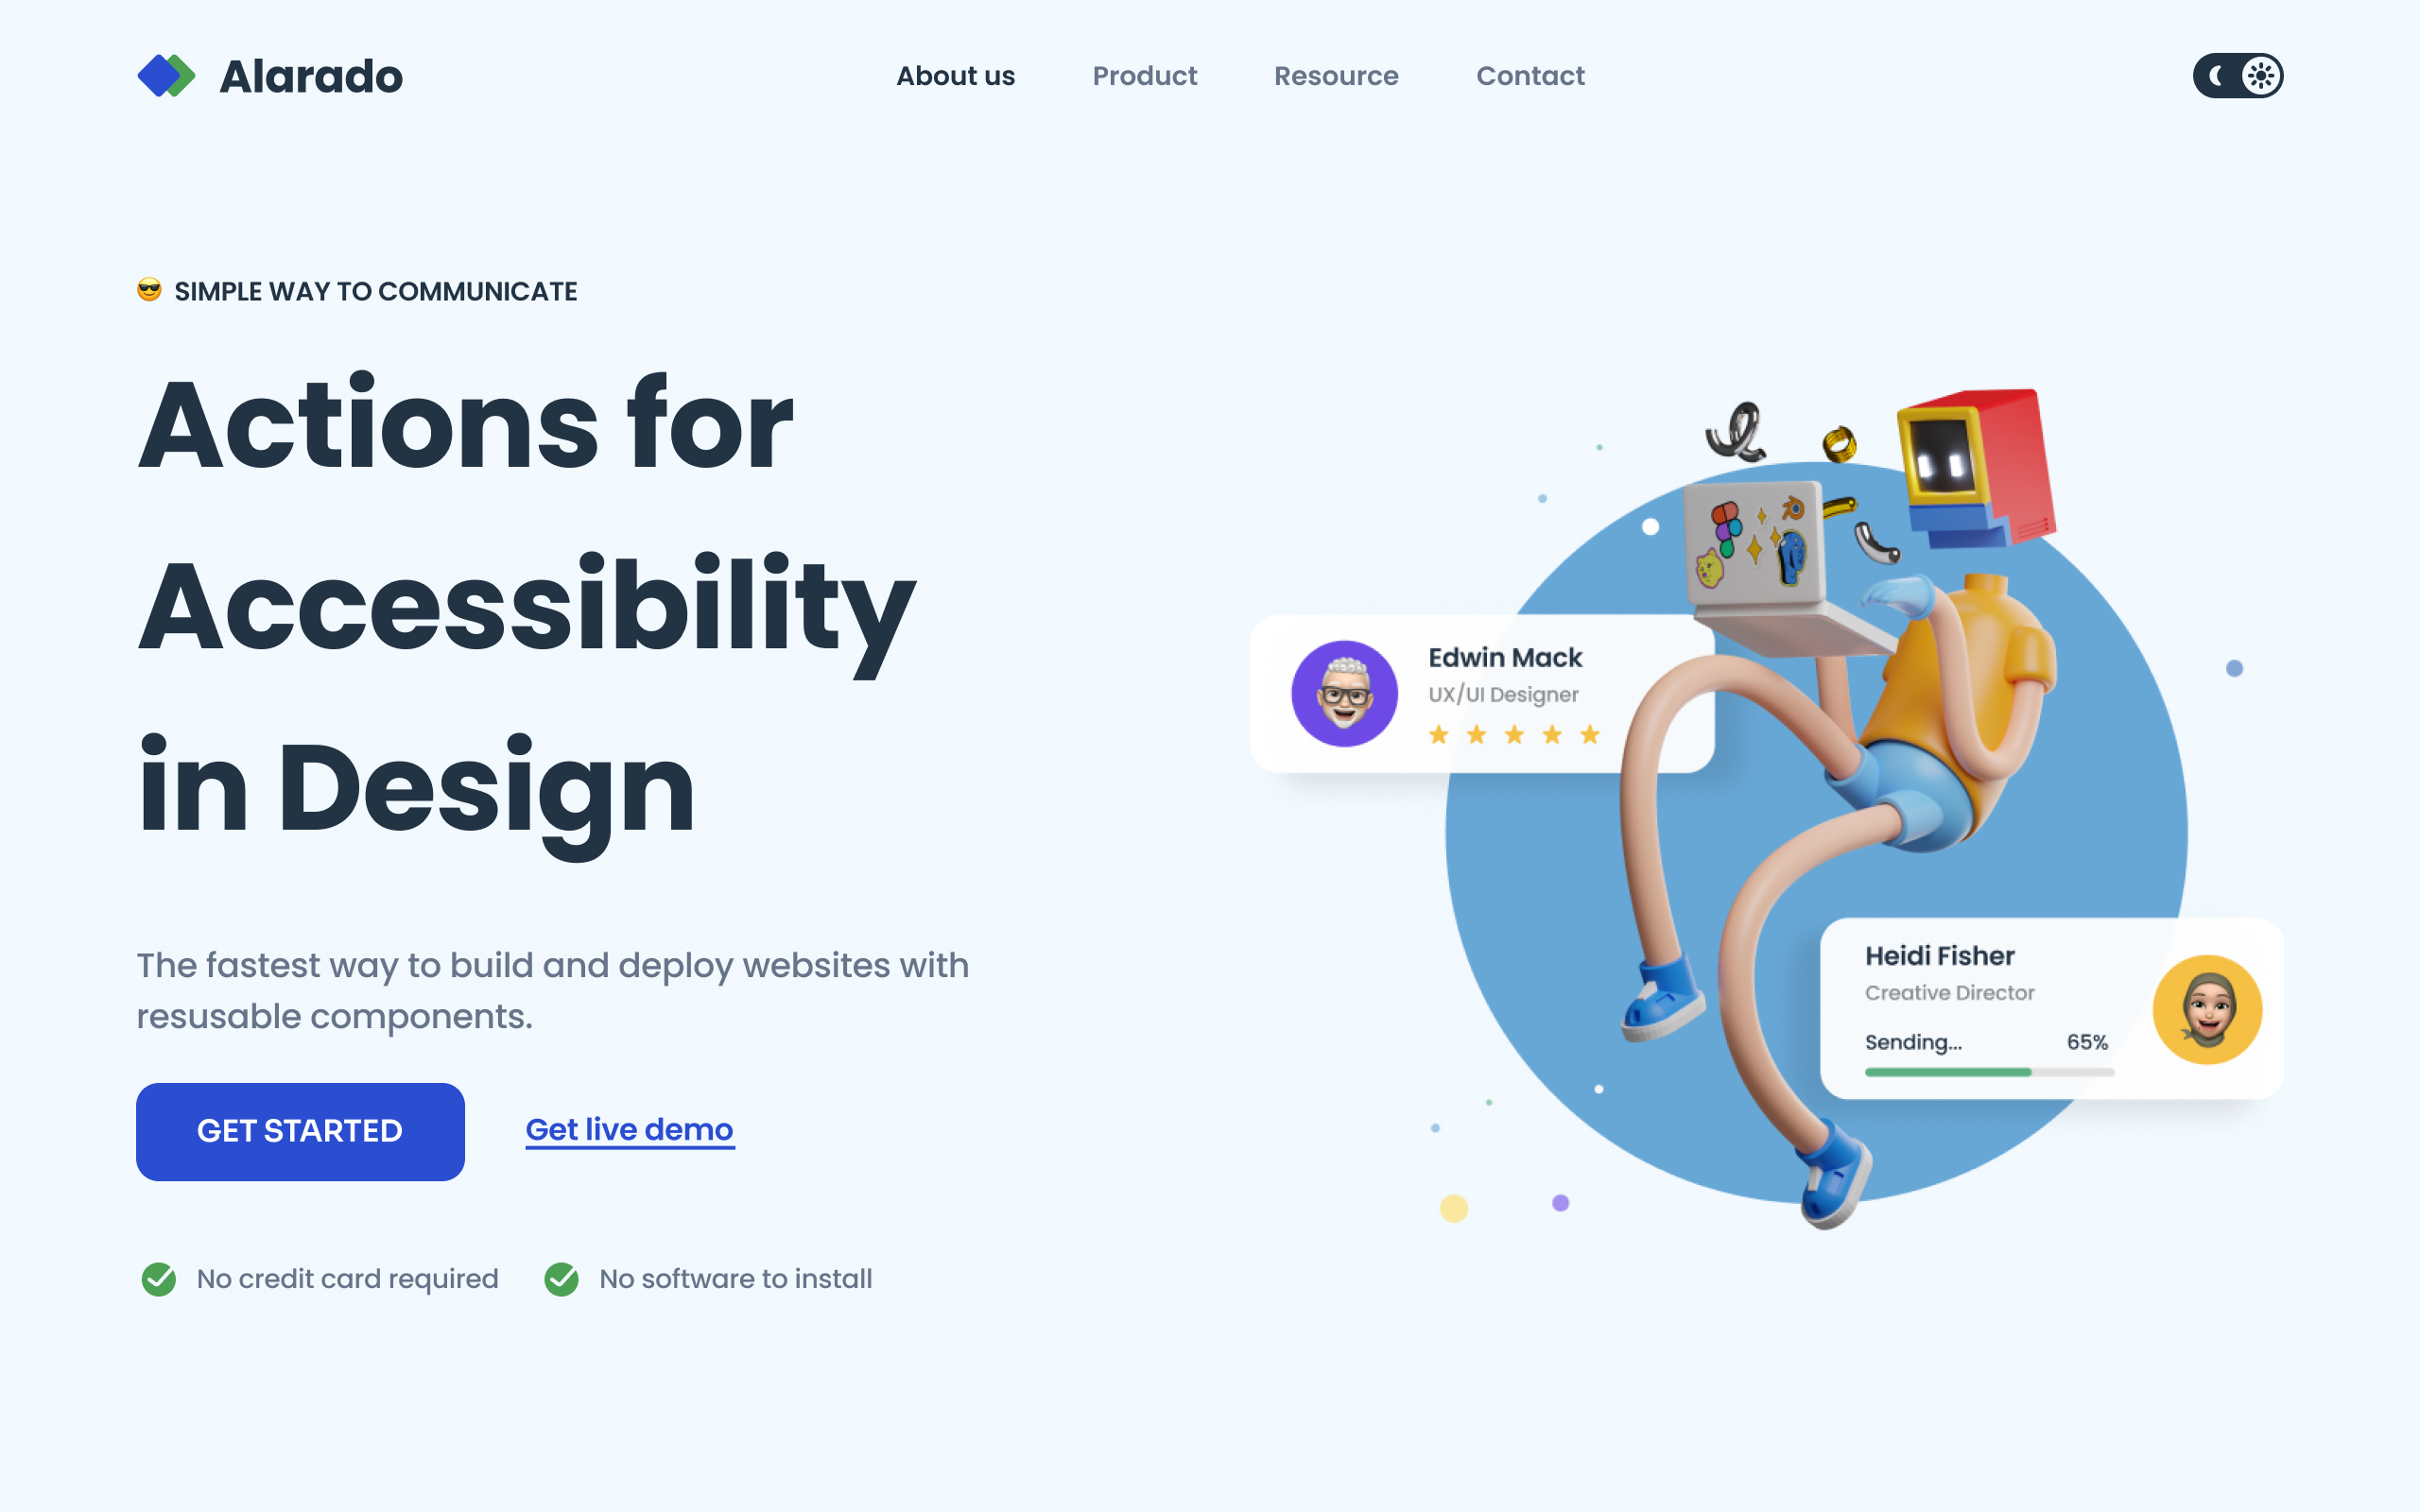 Alarado
About us
Product
Resource
Contact
😎 SIMPLE WAY TO COMMUNICATE
Actions for
Accessibility
in Design
The fastest way to build and deploy websites with
resusable components.
GET STARTED
Get live demo
No credit card required
No software to install
Edwin Mack
UX/UI Designer
Heidi Fisher
Creative Director
Sending... 65%